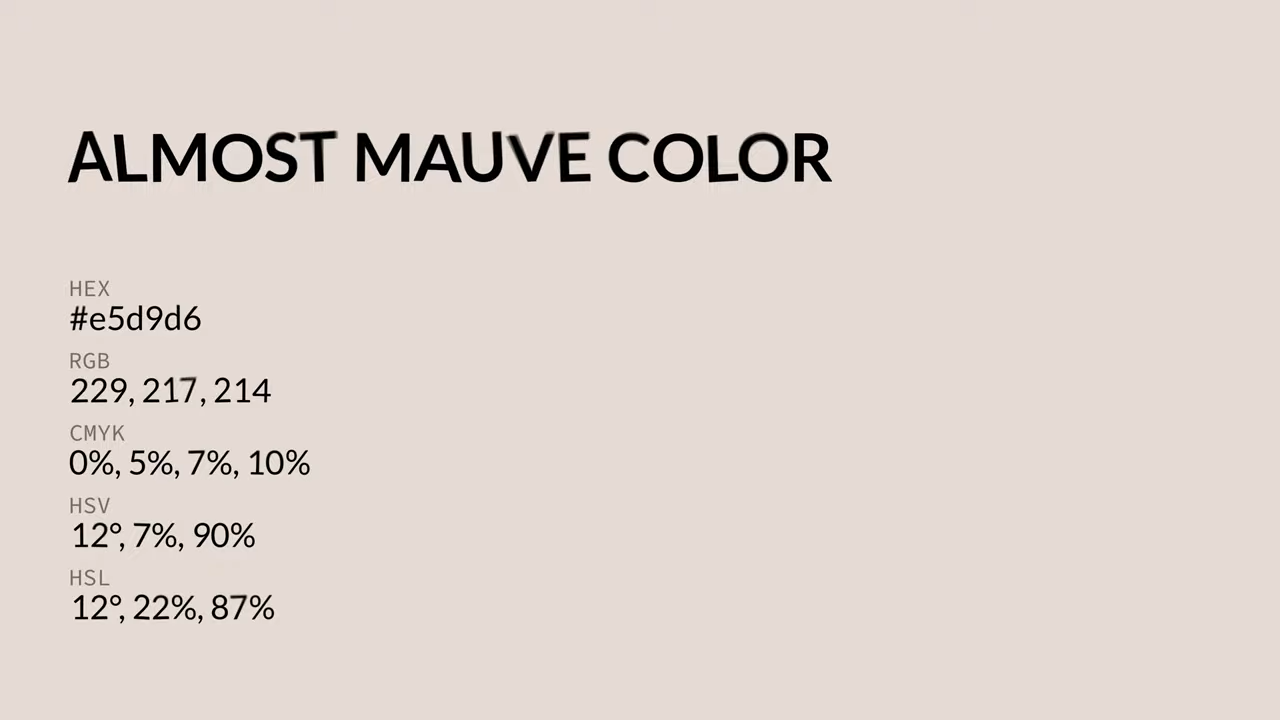 ALMOST MAUVE COLOR
HEX
#e5d9d6
RGB
229, 217, 214
CMYK
0%, 5%, 7%, 10%
HSV
12°, 7%, 90%
HSL
12°, 22%, 87%